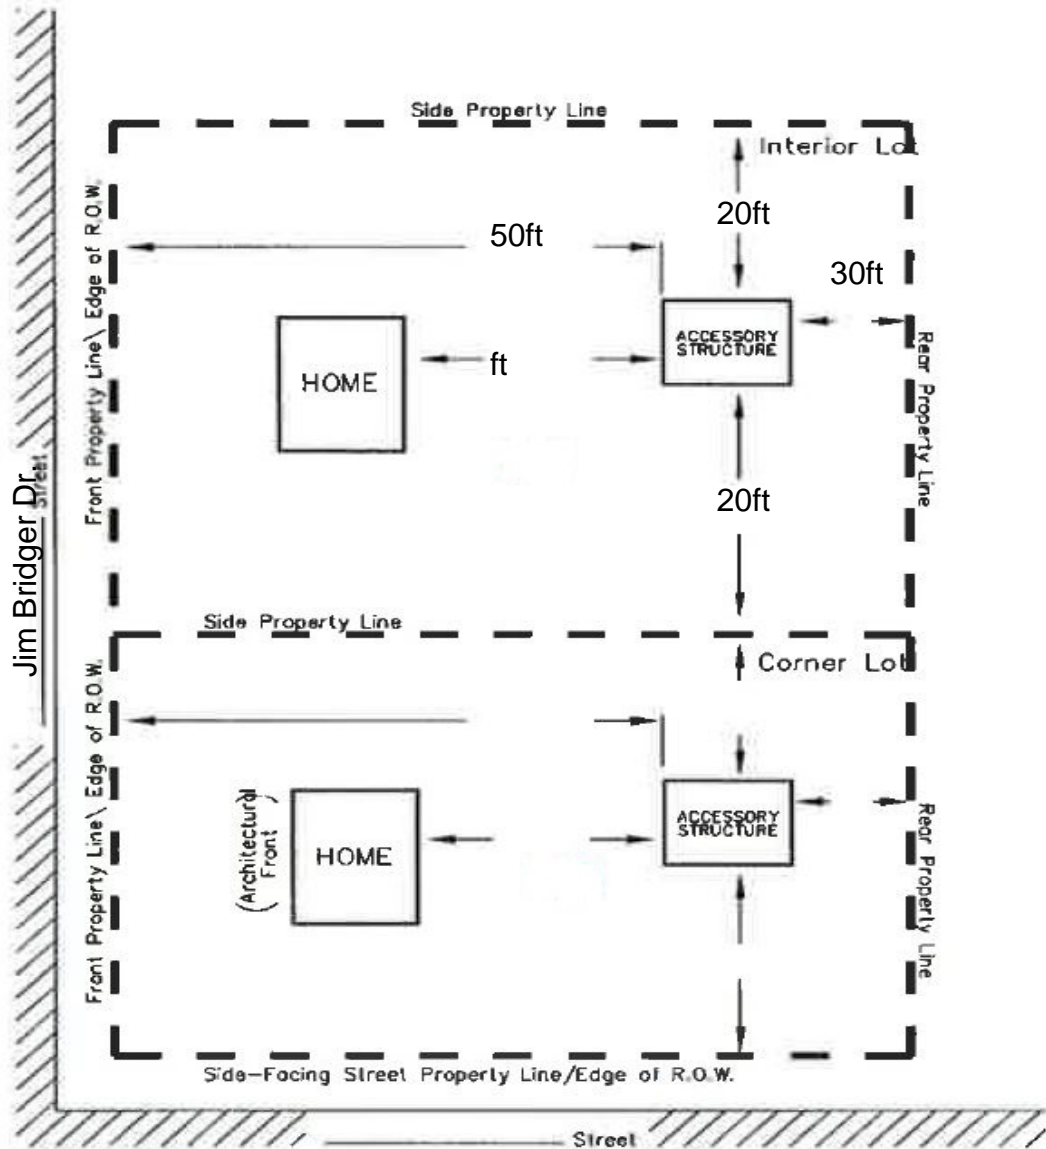 Side Property Line
Interior Lot
20ft
50ft
30ft
ACCESSORY
STRUCTURE
HOME
ft
Front Property Line\ Edge of R.O.W.
Rear Property Line
20ft
Jim Bridger Dr.
Street
Side Property Line
Corner Lot
Front Property Line\ Edge of R.O.W.
(Architectural
Front)
HOME
ACCESSORY
STRUCTURE
Rear Property Line
Side-Facing Street Property Line/Edge of R.O.W.
Street